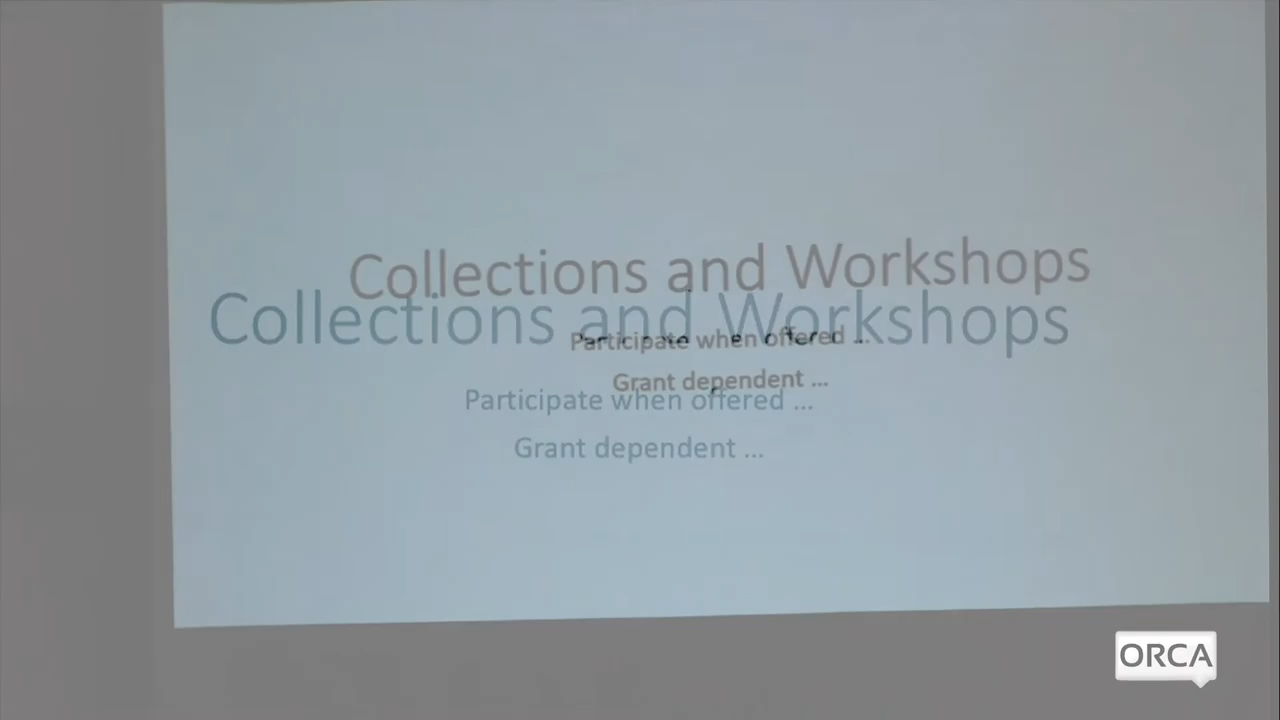 Collections and Workshops
Collections and Workshops
Participate when offered ...
Grant dependent ...
Participate when offered ...
Grant dependent ...
ORCA